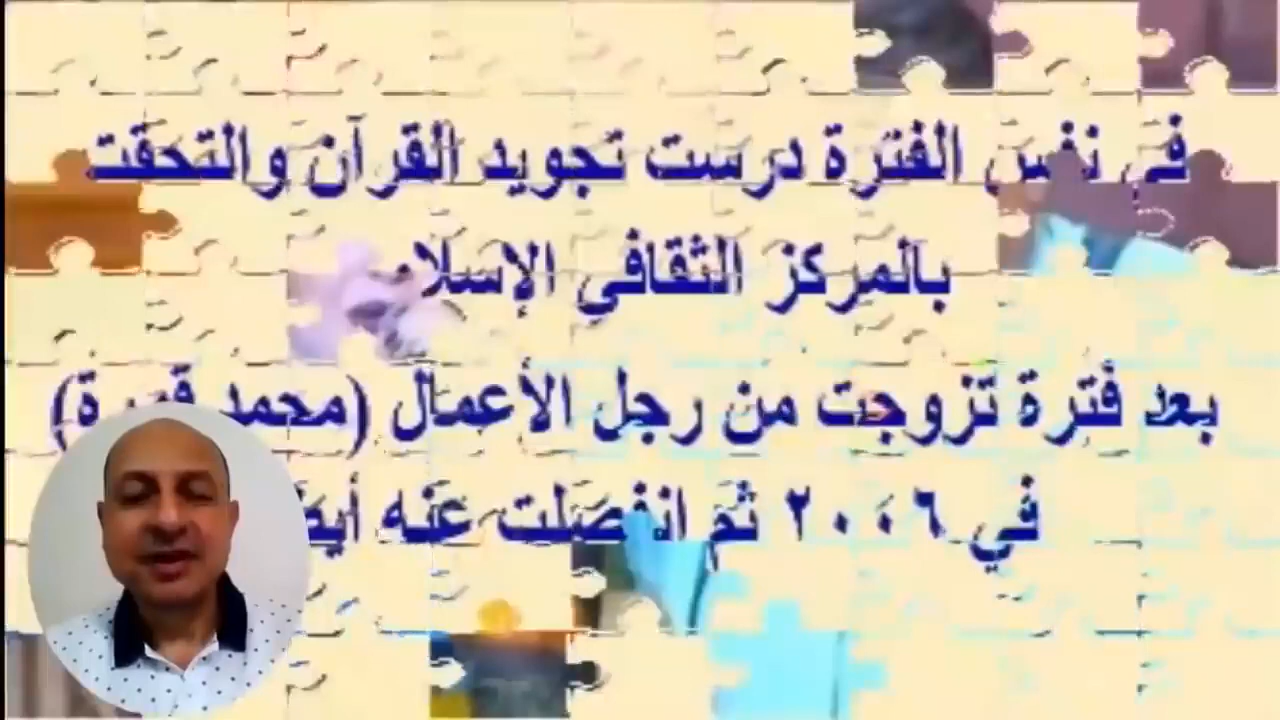 في نفس الفترة درست تجويد القرآن والتحقت
بالمركز الثقافي
بعد فترة تزوجت من رجل الأعمال (محمد
في ٢٠٠٦ ثم انفصلت عنه